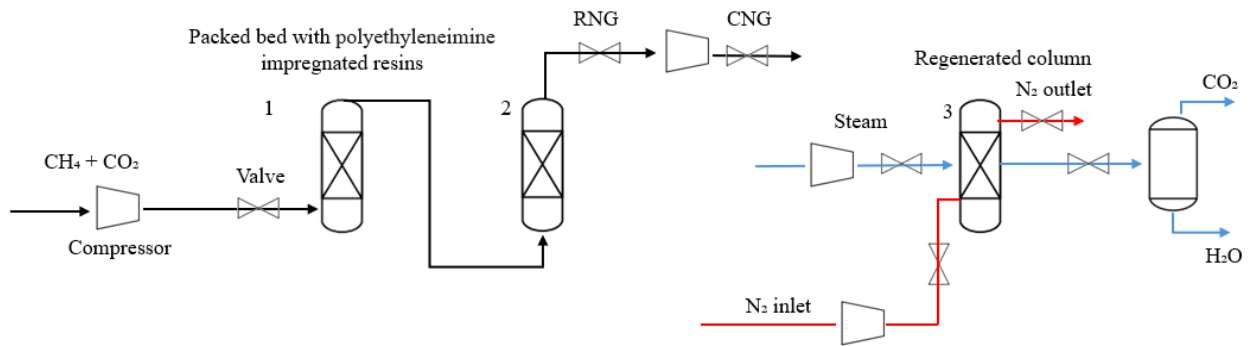 RNG
CNG
Packed bed with polyethyleneimine
impregnated resins
1
2
Regenerated column
N₂ outlet
CO₂
3
Steam
CH₄ + CO₂
Valve
Compressor
H₂O
N₂ inlet